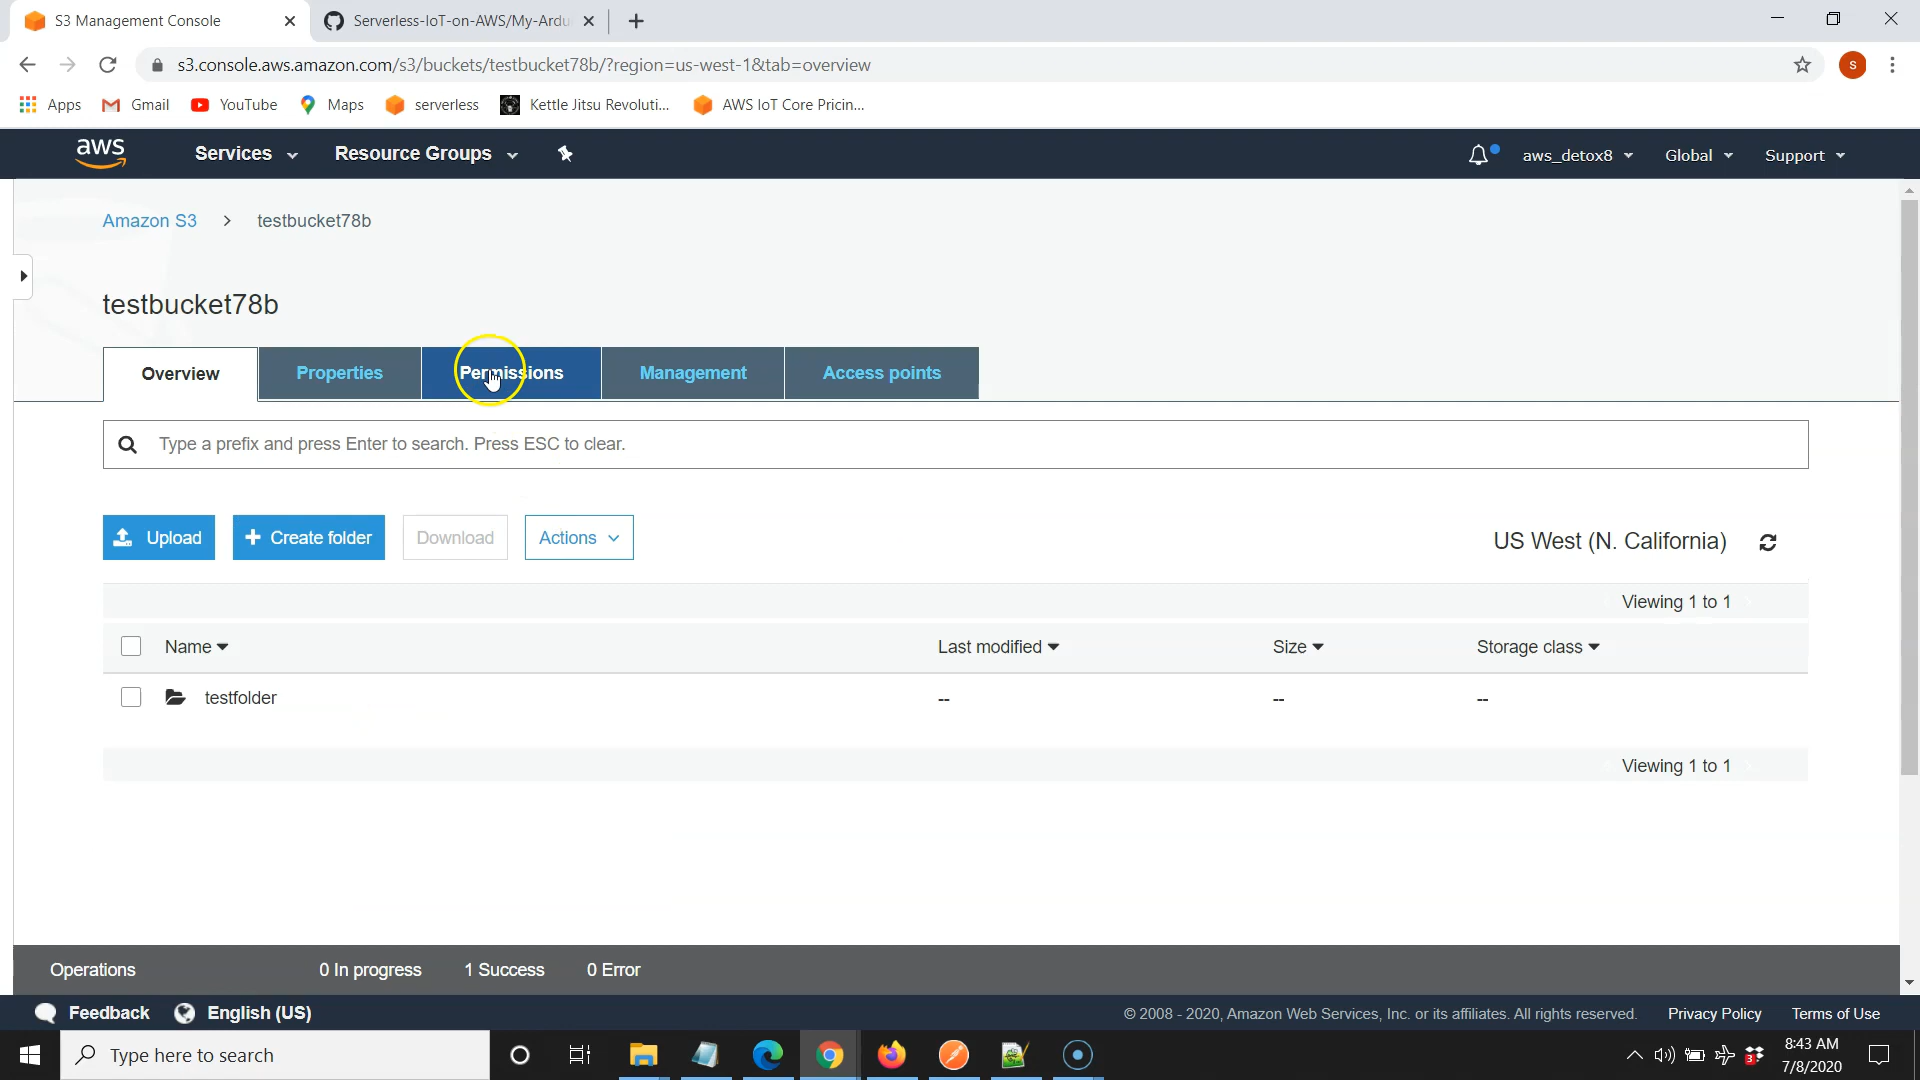 S3 Management Console
Serverless-IoT-on-AWS/My-Ardu
s3.console.aws.amazon.com/s3/buckets/testbucket78b/?region=us-west-1&tab=overview
S
Apps Gmail YouTube Maps serverless Kettle Jitsu Revoluti... AWS IoT Core Pricin...
aws Services Resource Groups aws_detox8 Global Support
Amazon S3 > testbucket78b
testbucket78b
Overview Properties Permissions Management Access points
Type a prefix and press Enter to search. Press ESC to clear.
Upload + Create folder Download Actions US West (N. California)
Viewing 1 to 1
Name Last modified Size Storage class
testfolder -- -- --
Viewing 1 to 1
Operations 0 In progress 1 Success 0 Error
Feedback English (US) © 2008 - 2020, Amazon Web Services, Inc. or its affiliates. All rights reserved. Privacy Policy Terms of Use
Type here to search 3 8:43 AM
7/8/2020